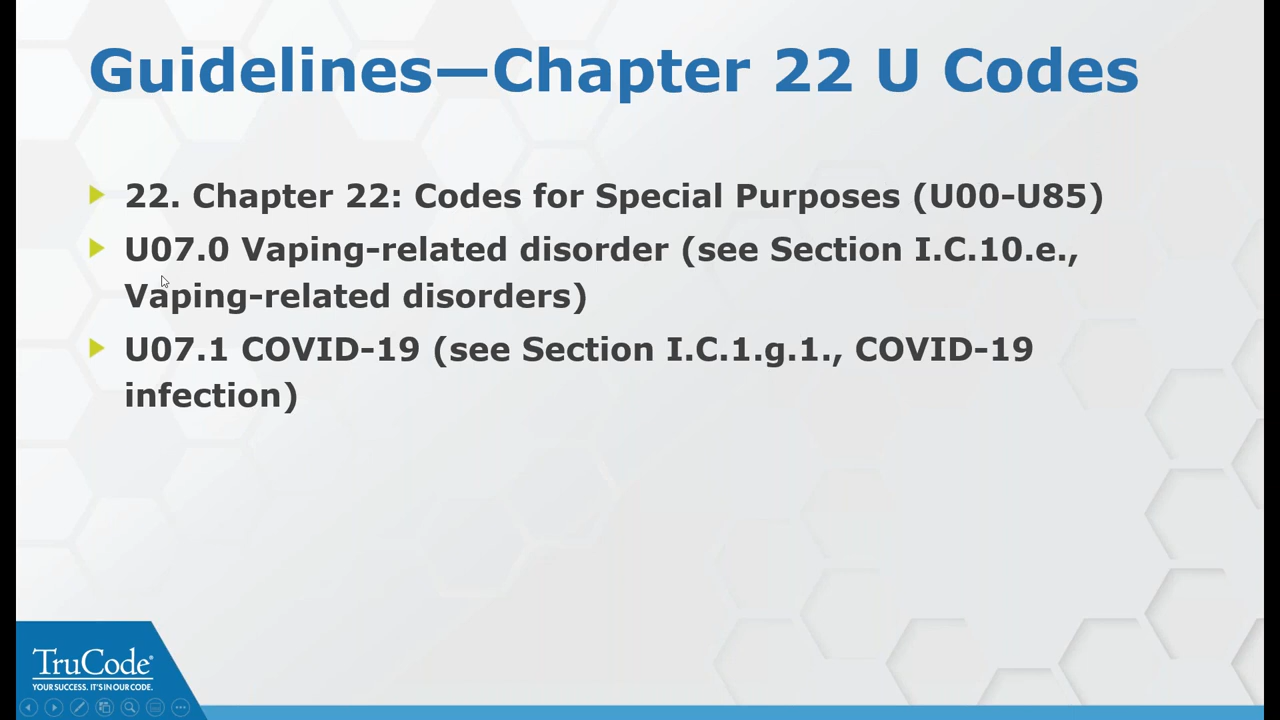 Guidelines—Chapter 22 U Codes
22. Chapter 22: Codes for Special Purposes (U00-U85)
U07.0 Vaping-related disorder (see Section I.C.10.e.,
Vaping-related disorders)
U07.1 COVID-19 (see Section I.C.1.g.1., COVID-19
infection)
TruCode®
YOUR SUCCESS. IT'S IN OUR CODE.